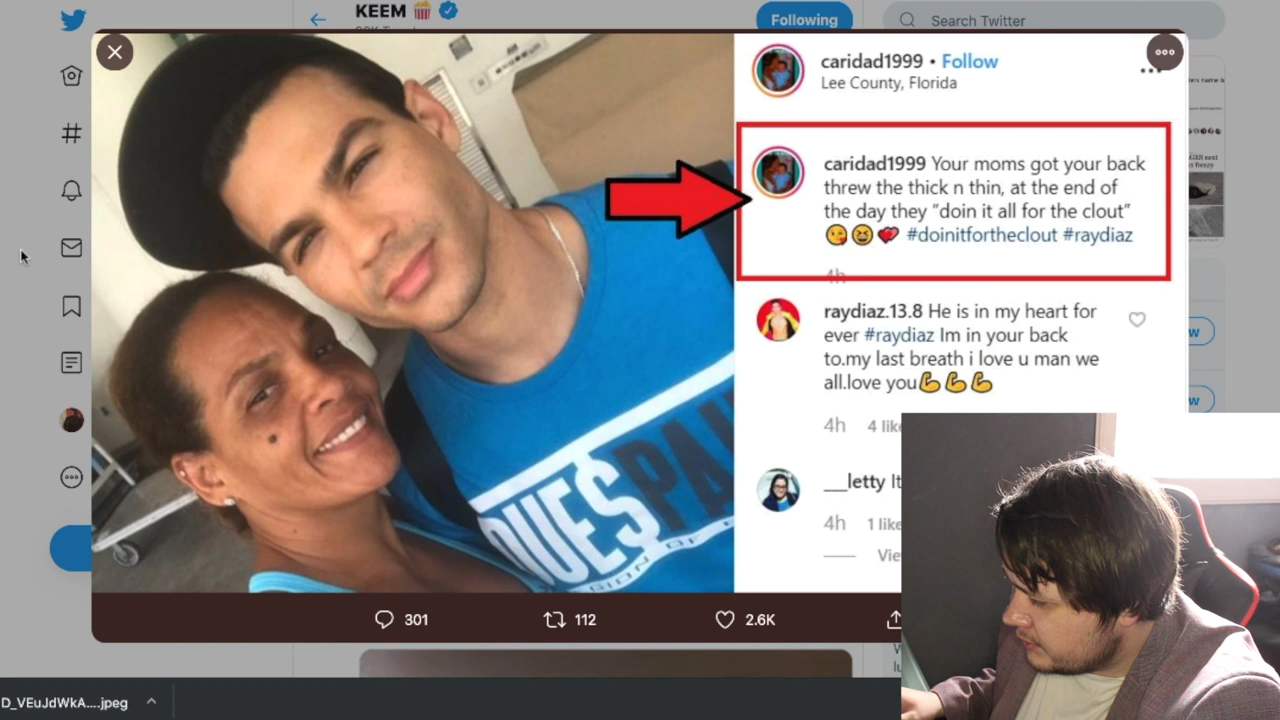 KEEM 🍿
Following
Search Twitter
caridad1999 • Follow
Lee County, Florida
caridad1999 Your moms got your back
threw the thick n thin, at the end of
the day they "doin it all for the clout"
😘😆💕 #doinitfortheclout #raydiaz
4h
raydiaz.13.8 He is in my heart for
ever #raydiaz Im in your back
to.my last breath i love u man we
all.love you💪💪💪
4h 4 like
___letty It
4h 1 like
Vie
QUES
301
112
2.6K
D_VEuJdWkA....jpeg